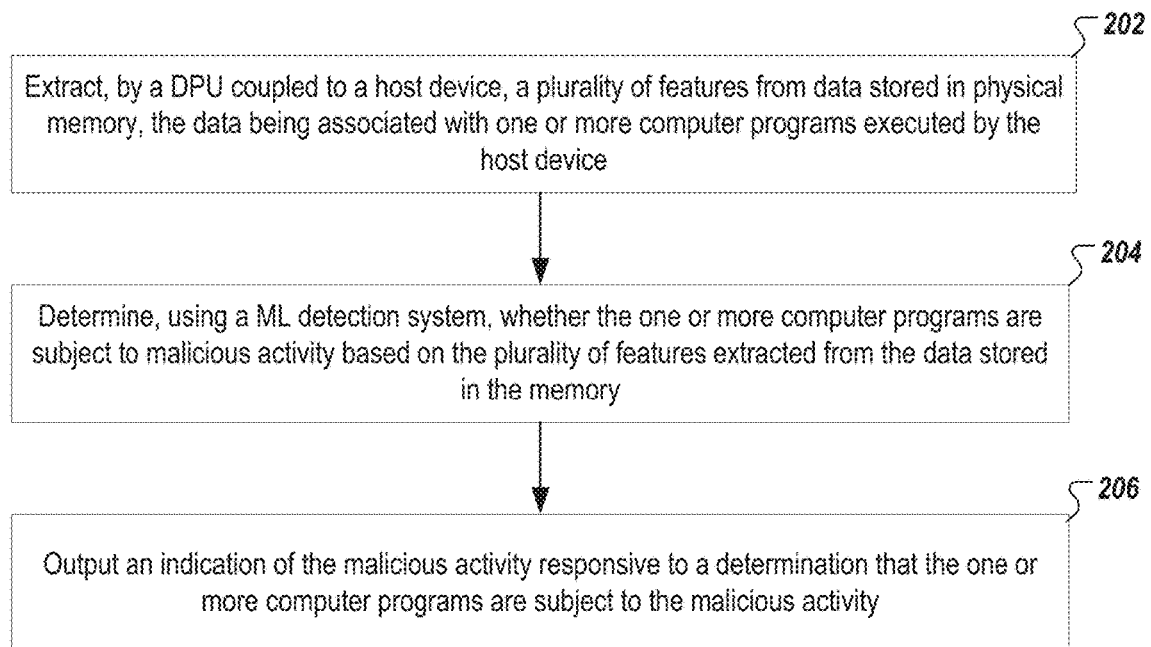 202
Extract, by a DPU coupled to a host device, a plurality of features from data stored in physical
memory, the data being associated with one or more computer programs executed by the
host device
204
Determine, using a ML detection system, whether the one or more computer programs are
subject to malicious activity based on the plurality of features extracted from the data stored
in the memory
206
Output an indication of the malicious activity responsive to a determination that the one or
more computer programs are subject to the malicious activity